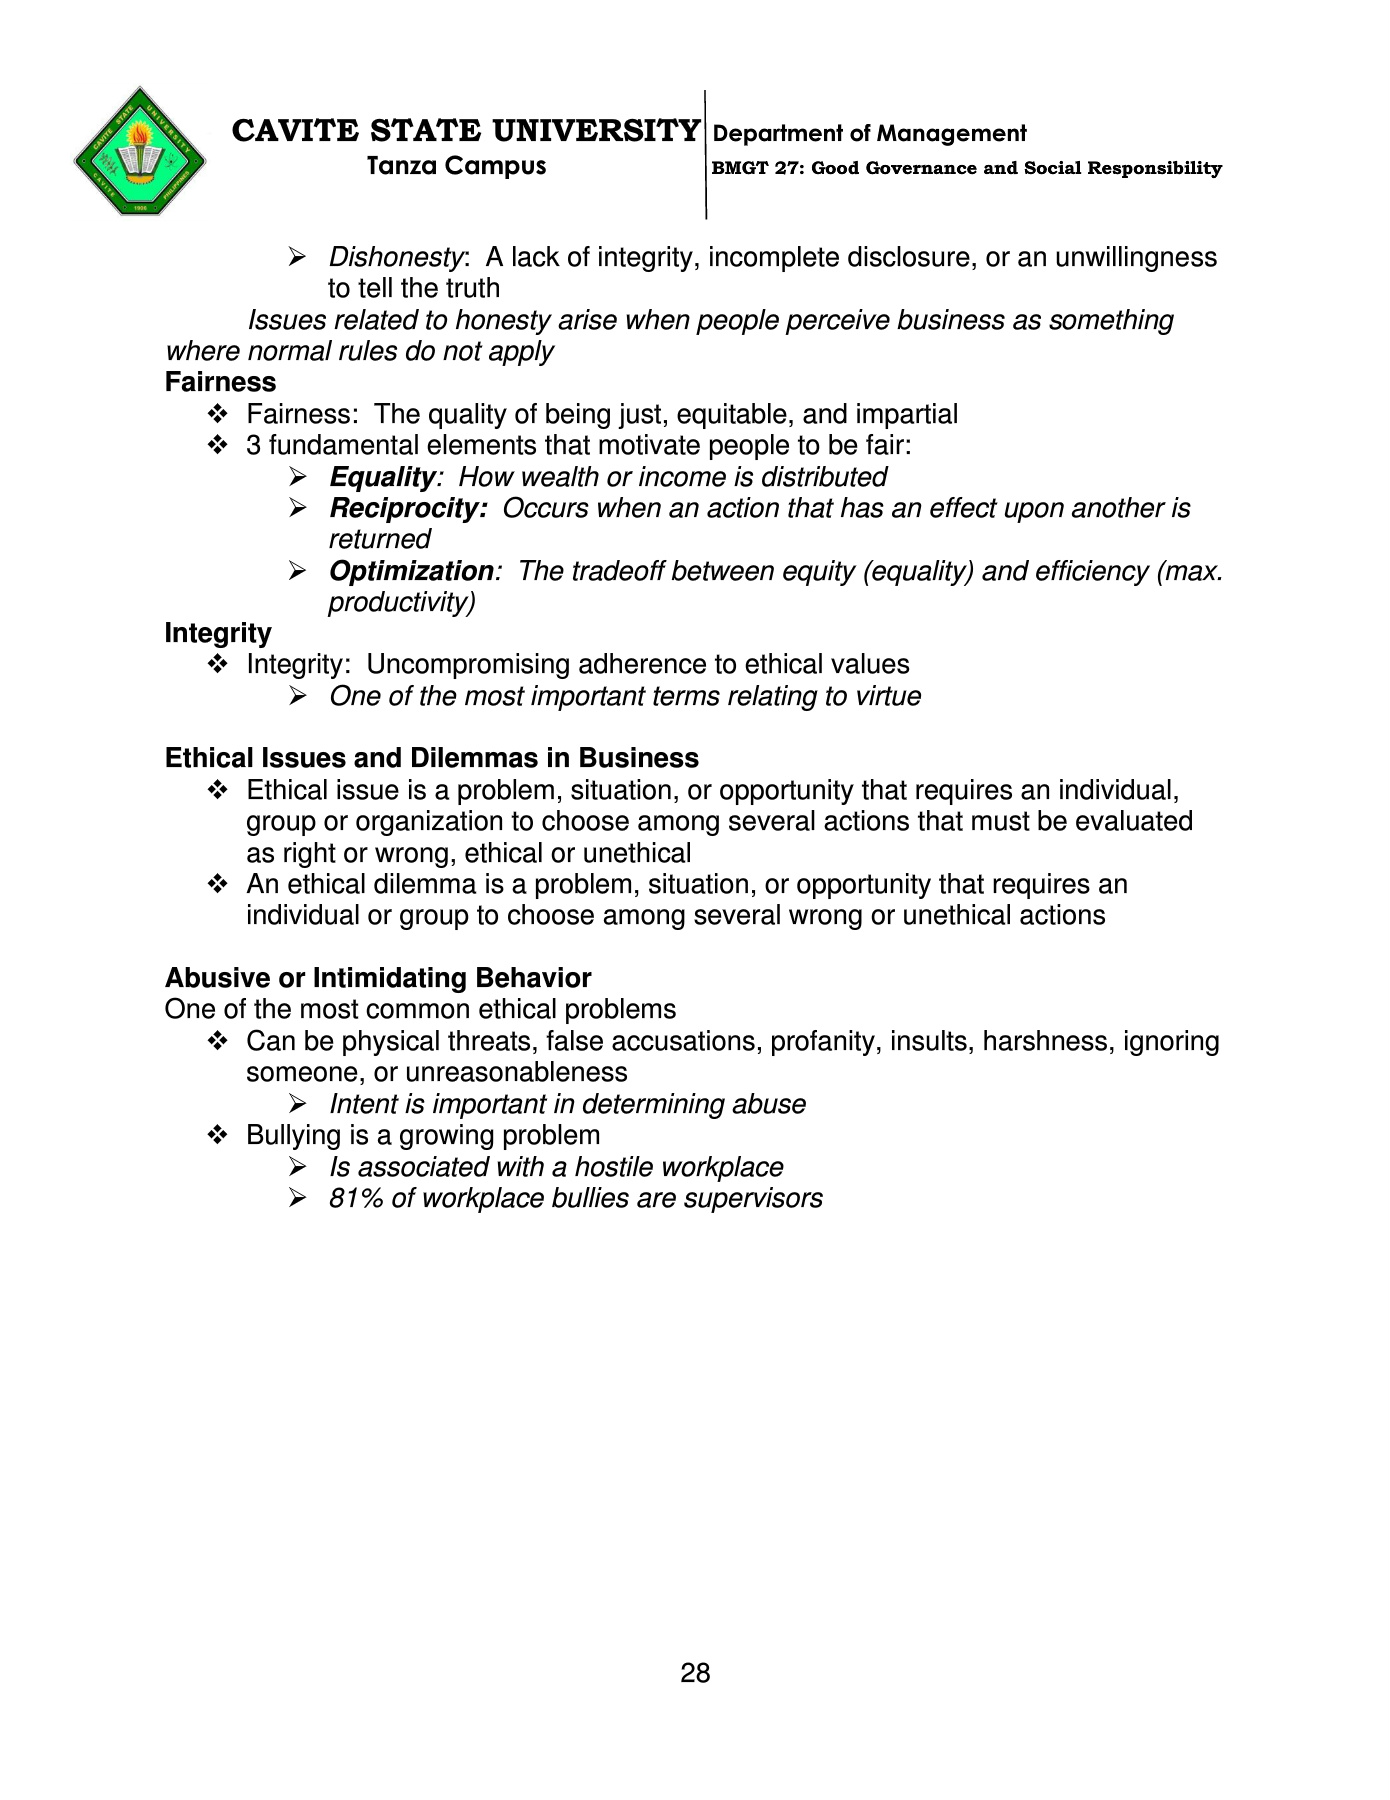 CAVITE STATE UNIVERSITY
Tanza Campus
Department of Management
BMGT 27: Good Governance and Social Responsibility
CAVITE STATE UNIVERSITY
CAVITE
PHILIPPINES
1906
➢ Dishonesty:  A lack of integrity, incomplete disclosure, or an unwillingness
to tell the truth
Issues related to honesty arise when people perceive business as something
where normal rules do not apply
Fairness
❖ Fairness:  The quality of being just, equitable, and impartial
❖ 3 fundamental elements that motivate people to be fair:
➢ Equality:  How wealth or income is distributed
➢ Reciprocity:  Occurs when an action that has an effect upon another is
returned
➢ Optimization:  The tradeoff between equity (equality) and efficiency (max.
productivity)
Integrity
❖ Integrity:  Uncompromising adherence to ethical values
➢ One of the most important terms relating to virtue
Ethical Issues and Dilemmas in Business
❖ Ethical issue is a problem, situation, or opportunity that requires an individual,
group or organization to choose among several actions that must be evaluated
as right or wrong, ethical or unethical
❖ An ethical dilemma is a problem, situation, or opportunity that requires an
individual or group to choose among several wrong or unethical actions
Abusive or Intimidating Behavior
One of the most common ethical problems
❖ Can be physical threats, false accusations, profanity, insults, harshness, ignoring
someone, or unreasonableness
➢ Intent is important in determining abuse
❖ Bullying is a growing problem
➢ Is associated with a hostile workplace
➢ 81% of workplace bullies are supervisors
28